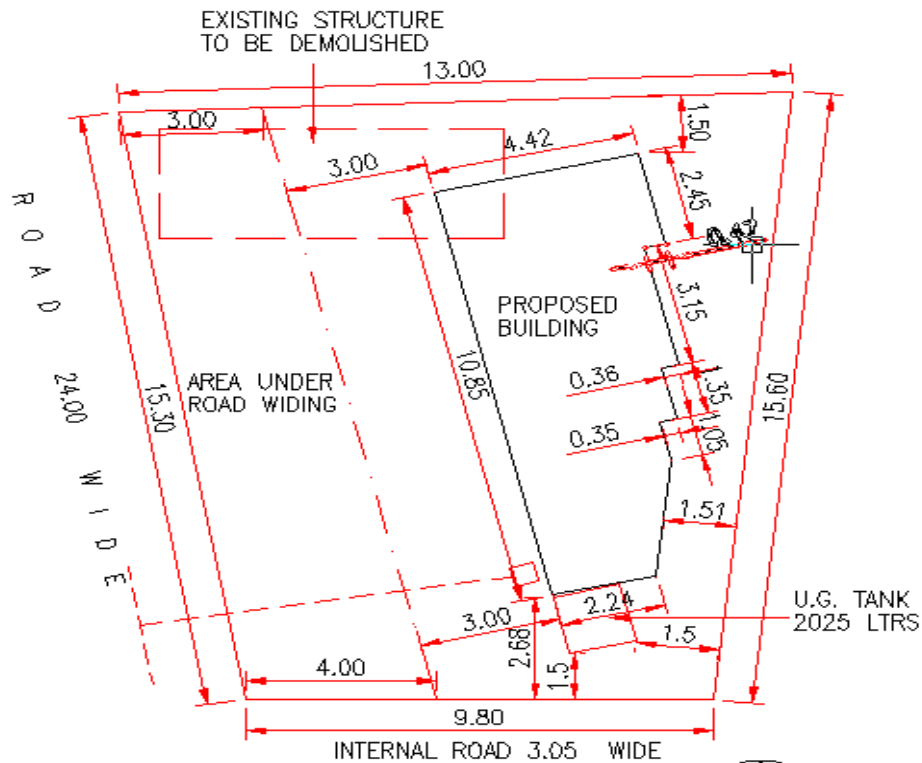 EXISTING STRUCTURE
TO BE DEMOLISHED
13.00
3.00
1.50
4.42
3.00
2.45
PROPOSED
BUILDING
3.15
ROAD 24.00 WIDE
15.30
AREA UNDER
ROAD WIDING
10.85
0.36
1.35
15.60
0.35
1.05
1.51
2.24
U.G. TANK
2025 LTRS
3.00
2.68
1.5
1.5
4.00
9.80
INTERNAL ROAD 3.05 WIDE